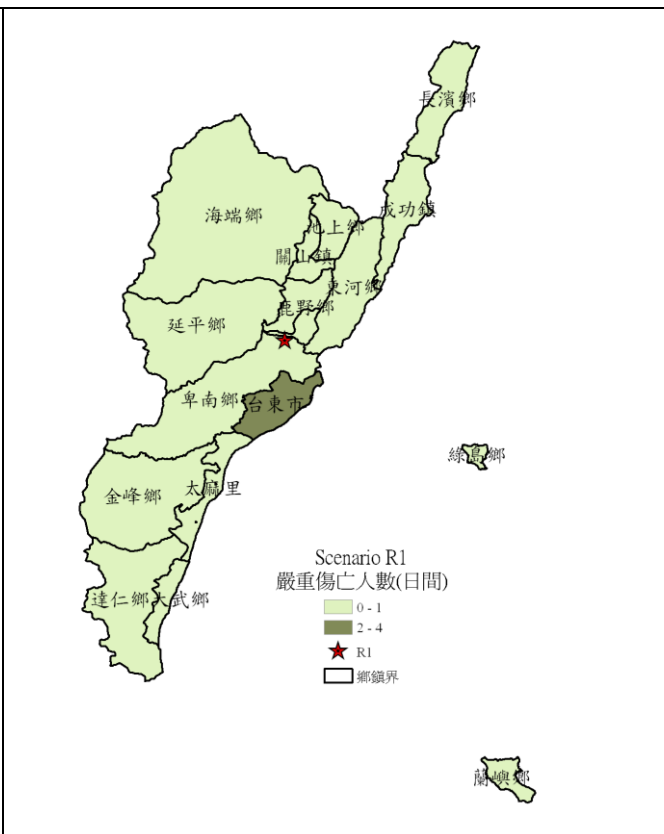 長濱鄉
成功鎮
海端鄉
池上鄉
關山鎮
東河鄉
鹿野鄉
延平鄉
卑南鄉
台東市
綠島鄉
太麻里
金峰鄉
達仁鄉
大武鄉
蘭嶼鄉
Scenario R1
嚴重傷亡人數(日間)
0 - 1
2 - 4
R1
鄉鎮界